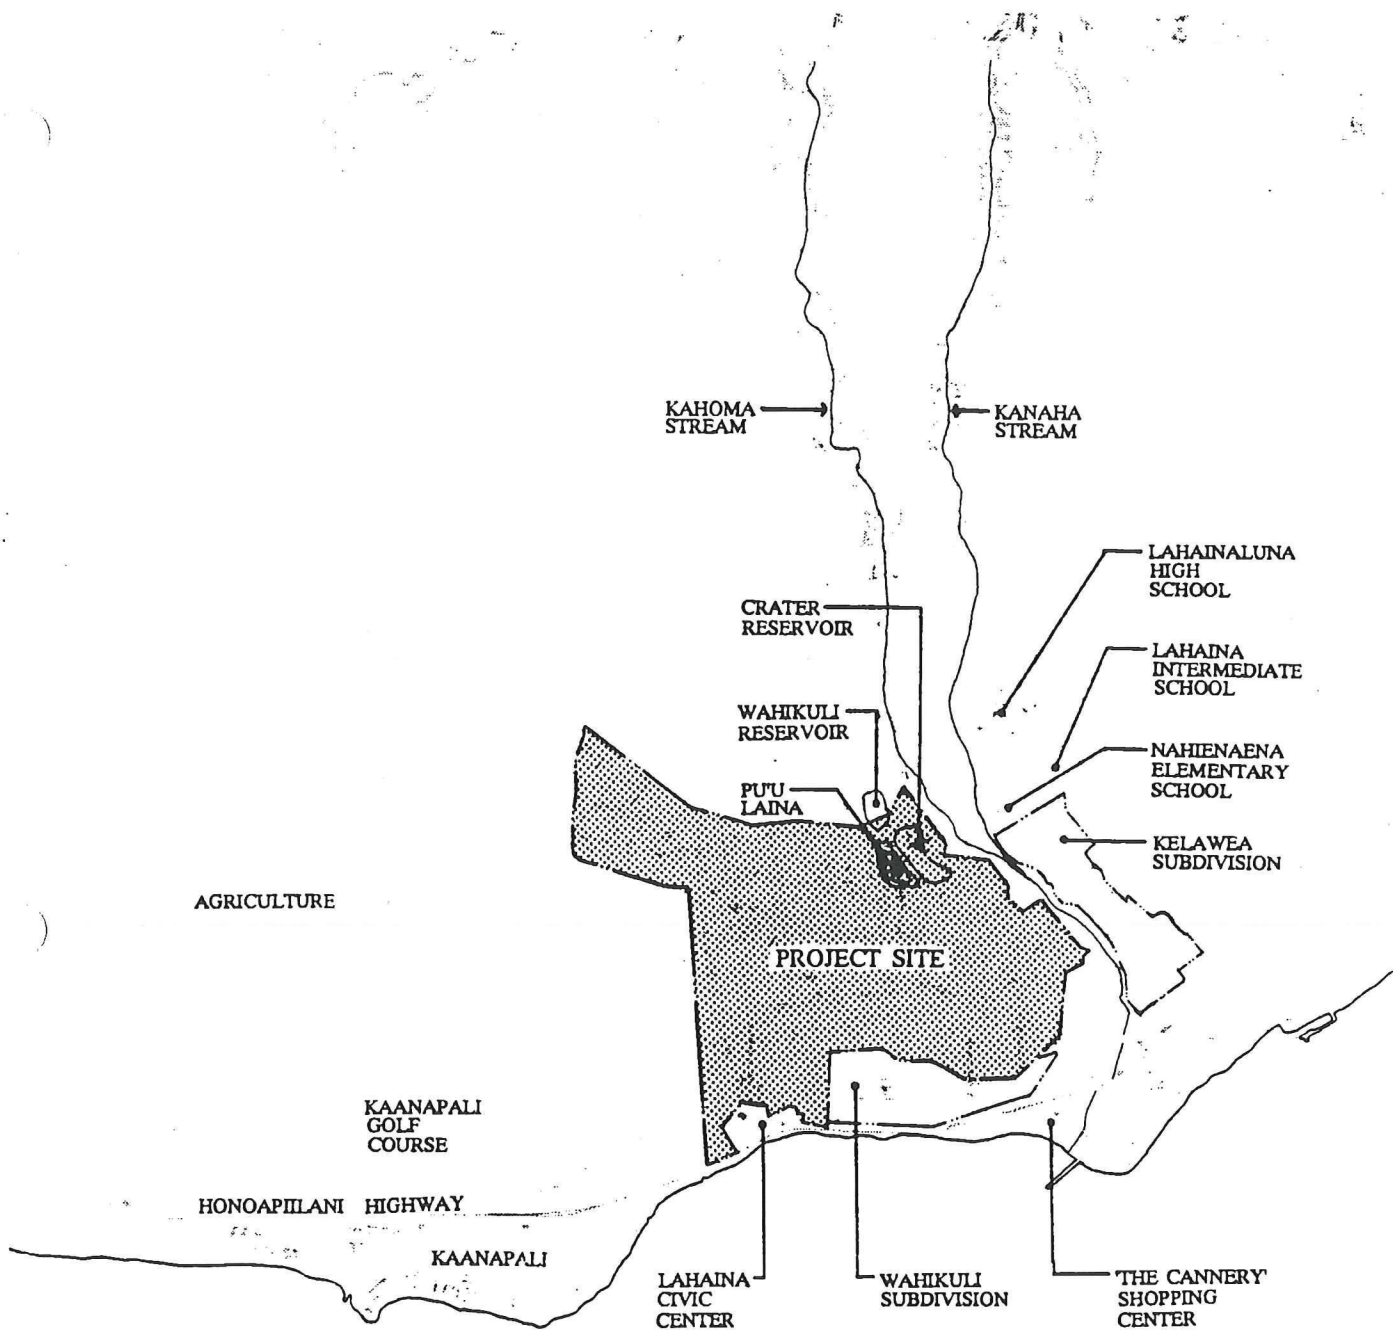 KAHOMA
STREAM
KANAHA
STREAM
LAHAINALUNA
HIGH
SCHOOL
CRATER
RESERVOIR
LAHAINA
INTERMEDIATE
SCHOOL
WAHIKULI
RESERVOIR
NAHIENAENA
ELEMENTARY
SCHOOL
PU'U
LAINA
KELAWEA
SUBDIVISION
AGRICULTURE
PROJECT SITE
KAANAPALI
GOLF
COURSE
HONOAPIILANI HIGHWAY
KAANAPALI
LAHAINA
CIVIC
CENTER
WAHIKULI
SUBDIVISION
'THE CANNERY'
SHOPPING
CENTER